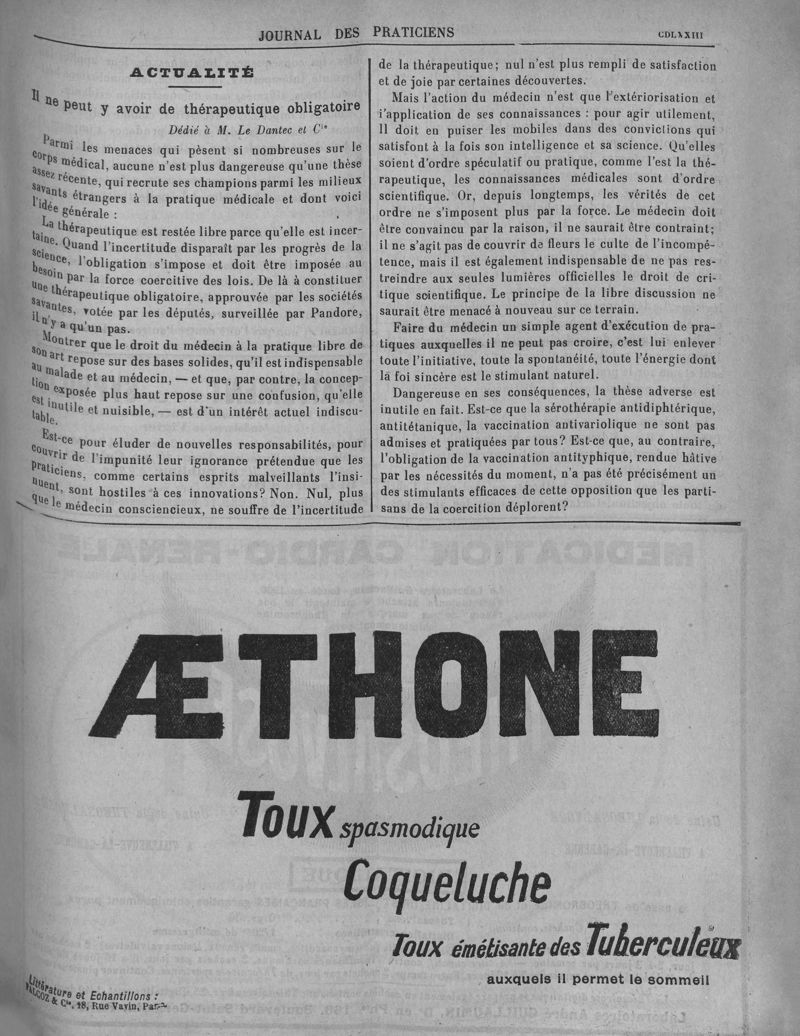 JOURNAL DES PRATICIENS
CDLXXIII
ACTUALITÉ
Il ne peut y avoir de thérapeutique obligatoire
Dédié à M. Le Dantec et Cie
Parmi les menaces qui pèsent si nombreuses sur le
corps médical, aucune n'est plus dangereuse qu'une thèse
assez récente, qui recrute ses champions parmi les milieux
savants étrangers à la pratique médicale et dont voici
l'idée générale :
La thérapeutique est restée libre parce qu'elle est incer-
taine. Quand l'incertitude disparaît par les progrès de la
science, l'obligation s'impose et doit être imposée au
besoin par la force coercitive des lois. De là à constituer
une thérapeutique obligatoire, approuvée par les sociétés
savantes, votée par les députés, surveillée par Pandore,
il n'y a qu'un pas.
Montrer que le droit du médecin à la pratique libre de
son art repose sur des bases solides, qu'il est indispensable
au malade et au médecin, — et que, par contre, la concep-
tion exposée plus haut repose sur une confusion, qu'elle
est inutile et nuisible, — est d'un intérêt actuel indiscu-
table.
Est-ce pour éluder de nouvelles responsabilités, pour
couvrir de l'impunité leur ignorance prétendue que les
praticiens, comme certains esprits malveillants l'insi-
nuent, sont hostiles à ces innovations? Non. Nul, plus
que le médecin consciencieux, ne souffre de l'incertitude
de la thérapeutique; nul n'est plus rempli de satisfaction
et de joie par certaines découvertes.
Mais l'action du médecin n'est que l'extériorisation et
l'application de ses connaissances : pour agir utilement,
Il doit en puiser les mobiles dans des convictions qui
satisfont à la fois son intelligence et sa science. Qu'elles
soient d'ordre spéculatif ou pratique, comme l'est la thé-
rapeutique, les connaissances médicales sont d'ordre
scientifique. Or, depuis longtemps, les vérités de cet
ordre ne s'imposent plus par la force. Le médecin doit
être convaincu par la raison, il ne saurait être contraint;
il ne s'agit pas de couvrir de fleurs le culte de l'incompé-
tence, mais il est également indispensable de ne pas res-
treindre aux seules lumières officielles le droit de cri-
tique scientifique. Le principe de la libre discussion ne
saurait être menacé à nouveau sur ce terrain.
Faire du médecin un simple agent d'exécution de pra-
tiques auxquelles il ne peut pas croire, c'est lui enlever
toute l'initiative, toute la spontanéité, toute l'énergie dont
la foi sincère est le stimulant naturel.
Dangereuse en ses conséquences, la thèse adverse est
inutile en fait. Est-ce que la sérothérapie antidiphtérique,
antitétanique, la vaccination antivariolique ne sont pas
admises et pratiquées par tous? Est-ce que, au contraire,
l'obligation de la vaccination antityphique, rendue hâtive
par les nécessités du moment, n'a pas été précisément un
des stimulants efficaces de cette opposition que les parti-
sans de la coercition déplorent?
ÆTHONE
Toux spasmodique
Coqueluche
Toux émétisante des Tuberculeux
auxquels il permet le sommeil
Littérature et Echantillons :
FALCOZ & Cie, 18, Rue Vavin, Paris